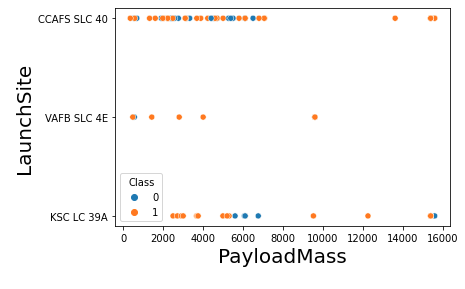 CCAFS SLC 40
VAFB SLC 4E
KSC LC 39A
LaunchSite
Class
0
1
0 2000 4000 6000 8000 10000 12000 14000 16000
PayloadMass